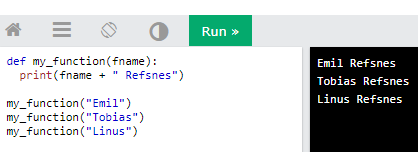 Run »
def my_function(fname):
  print(fname + " Refsnes")

my_function("Emil")
my_function("Tobias")
my_function("Linus")
Emil Refsnes
Tobias Refsnes
Linus Refsnes